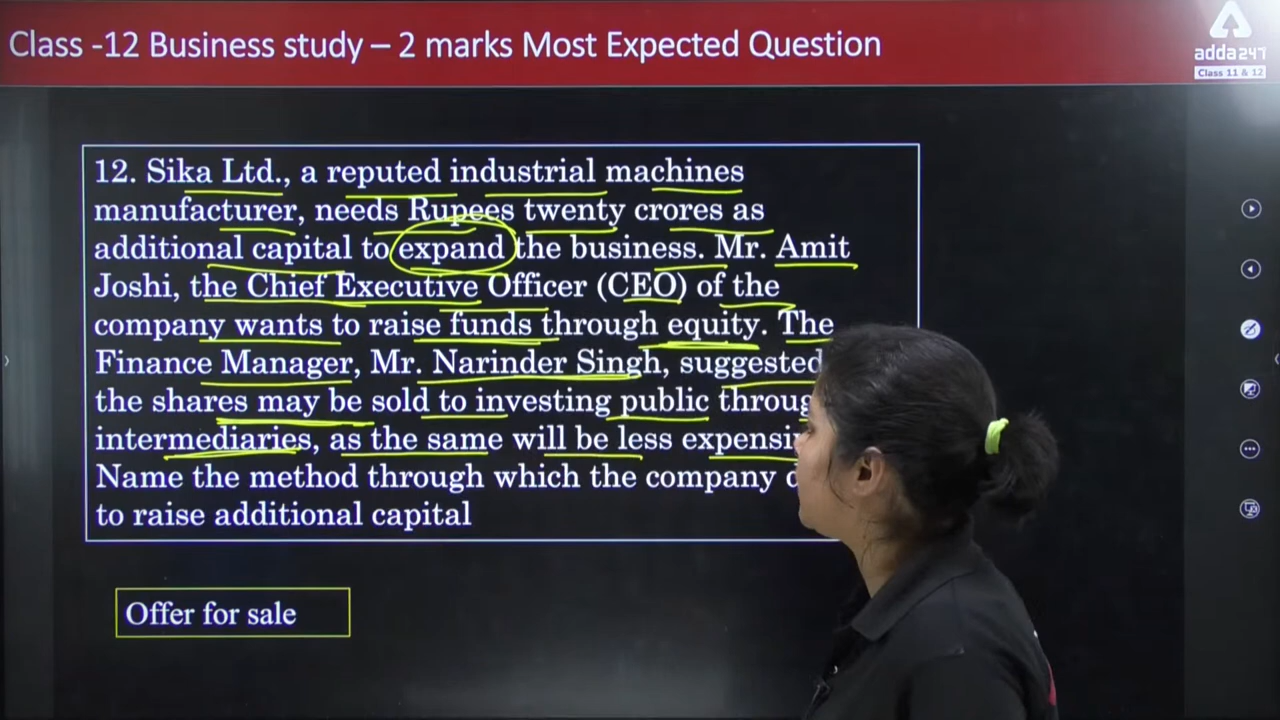 Class -12 Business study – 2 marks Most Expected Question
adda247
Class 11 & 12
12. Sika Ltd., a reputed industrial machines
manufacturer, needs Rupees twenty crores as
additional capital to expand the business. Mr. Amit
Joshi, the Chief Executive Officer (CEO) of the
company wants to raise funds through equity. The
Finance Manager, Mr. Narinder Singh, suggested
the shares may be sold to investing public
intermediaries, as the same will be less
Name the method through which the company
to raise additional capital
Offer for sale